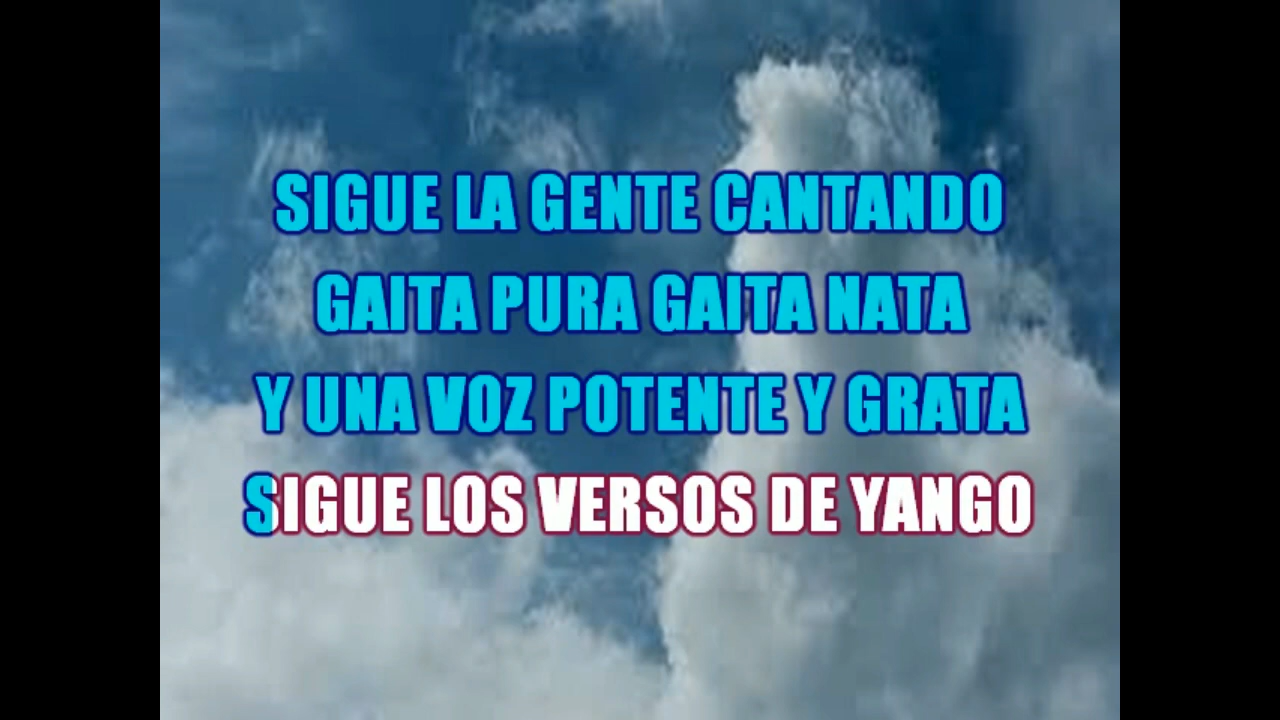 SIGUE LA GENTE CANTANDO
GAITA PURA GAITA NATA
Y UNA VOZ POTENTE Y GRATA
SIGUE LOS VERSOS DE YANGO